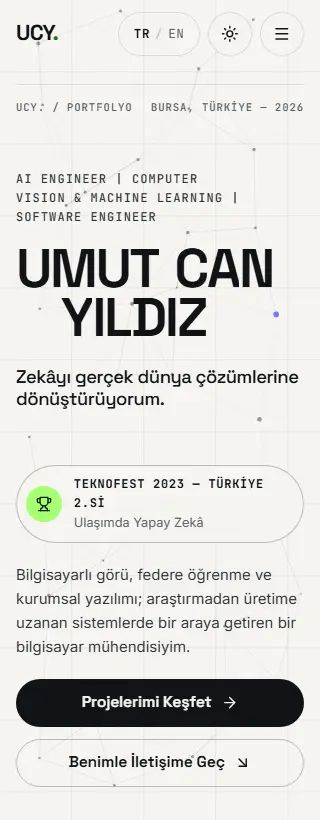 UCY.
TR / EN
UCY. / PORTFOLYO BURSA, TÜRKİYE — 2026
AI ENGINEER | COMPUTER
VISION & MACHINE LEARNING |
SOFTWARE ENGINEER
UMUT CAN
YILDIZ
Zekâyı gerçek dünya çözümlerine
dönüştürüyorum.
TEKNOFEST 2023 — TÜRKİYE
2.Sİ
Ulaşımda Yapay Zekâ
Bilgisayarlı görü, federe öğrenme ve
kurumsal yazılımı; araştırmadan üretime
uzanan sistemlerde bir araya getiren bir
bilgisayar mühendisiyim.
Projelerimi Keşfet →
Benimle İletişime Geç ↘